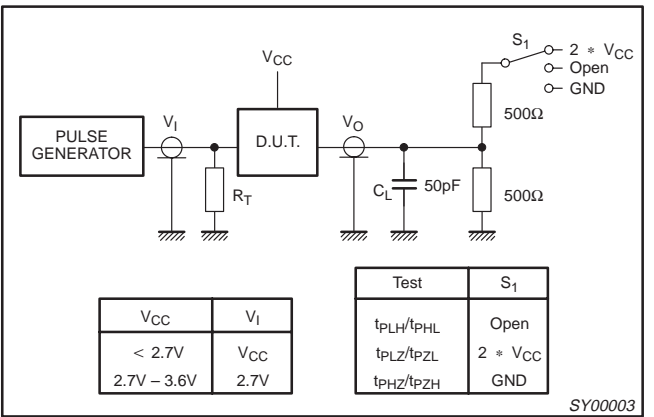 S1
2 * VCC
Open
GND
VCC
500Ω
VI
VO
PULSE
GENERATOR
D.U.T.
RT
CL
50pF
500Ω
VCC VI
< 2.7V VCC
2.7V – 3.6V 2.7V
Test S1
tPLH/tPHL Open
tPLZ/tPZL 2 * VCC
tPHZ/tPZH GND
SY00003